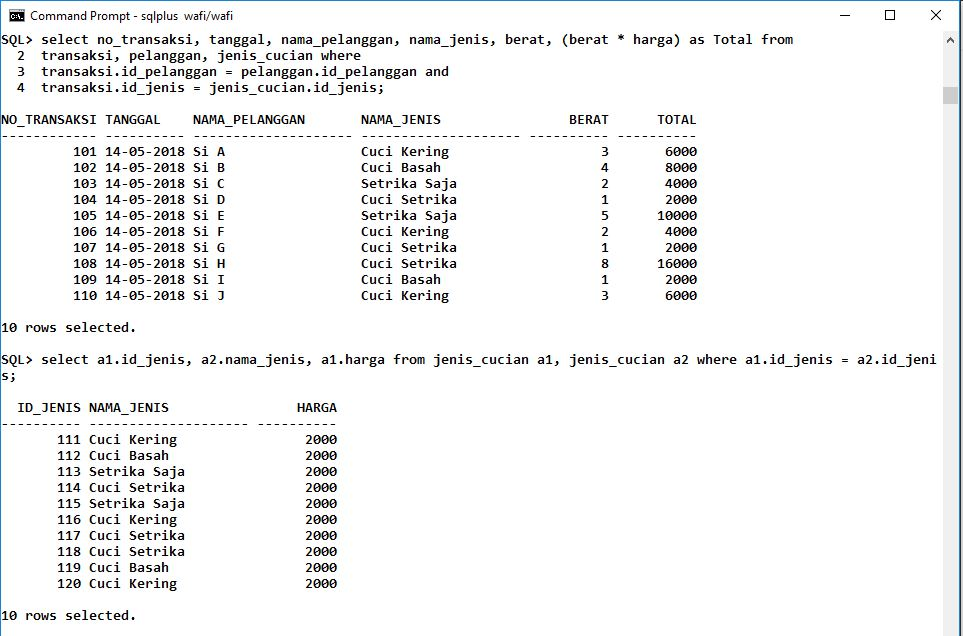 Command Prompt - sqlplus  wafi/wafi
SQL> select no_transaksi, tanggal, nama_pelanggan, nama_jenis, berat, (berat * harga) as Total from
  2  transaksi, pelanggan, jenis_cucian where
  3  transaksi.id_pelanggan = pelanggan.id_pelanggan and
  4  transaksi.id_jenis = jenis_cucian.id_jenis;
NO_TRANSAKSI TANGGAL    NAMA_PELANGGAN       NAMA_JENIS                BERAT      TOTAL
------------ ---------- -------------------- -------------------- ---------- ----------
         101 14-05-2018 Si A                 Cuci Kering                   3       6000
         102 14-05-2018 Si B                 Cuci Basah                    4       8000
         103 14-05-2018 Si C                 Setrika Saja                  2       4000
         104 14-05-2018 Si D                 Cuci Setrika                  1       2000
         105 14-05-2018 Si E                 Setrika Saja                  5      10000
         106 14-05-2018 Si F                 Cuci Kering                   2       4000
         107 14-05-2018 Si G                 Cuci Setrika                  1       2000
         108 14-05-2018 Si H                 Cuci Setrika                  8      16000
         109 14-05-2018 Si I                 Cuci Basah                    1       2000
         110 14-05-2018 Si J                 Cuci Kering                   3       6000
10 rows selected.
SQL> select a1.id_jenis, a2.nama_jenis, a1.harga from jenis_cucian a1, jenis_cucian a2 where a1.id_jenis = a2.id_jeni
s;
  ID_JENIS NAMA_JENIS                HARGA
---------- -------------------- ----------
       111 Cuci Kering                2000
       112 Cuci Basah                 2000
       113 Setrika Saja               2000
       114 Cuci Setrika               2000
       115 Setrika Saja               2000
       116 Cuci Kering                2000
       117 Cuci Setrika               2000
       118 Cuci Setrika               2000
       119 Cuci Basah                 2000
       120 Cuci Kering                2000
10 rows selected.